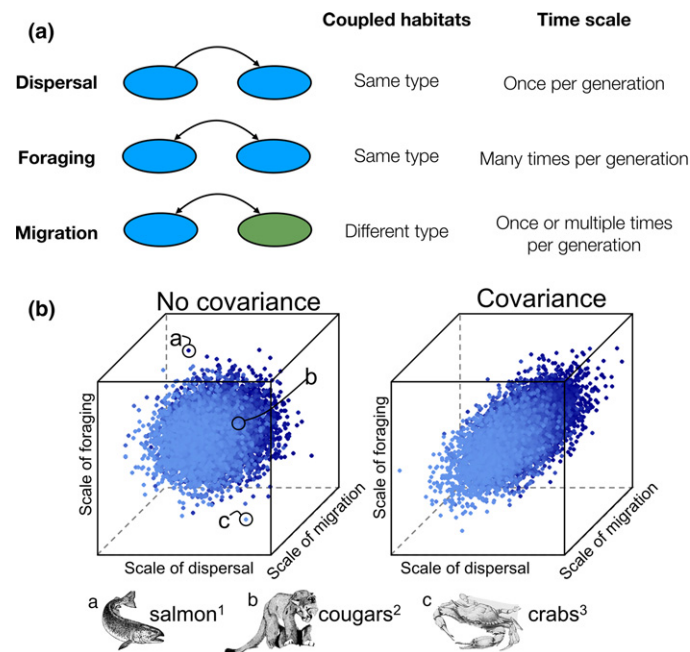 (a)
Coupled habitats Time scale
Dispersal Same type Once per generation
Foraging Same type Many times per generation
Migration Different type Once or multiple times
per generation
(b)
No covariance Covariance
a
b
c
Scale of foraging
Scale of dispersal
Scale of migration
Scale of foraging
Scale of dispersal
Scale of migration
a salmon¹ b cougars² c crabs³